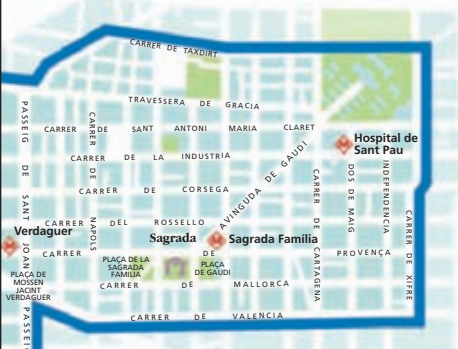 CARRER DE TAXDIRT
TRAVESSERA DE GRACIA
CARRER DE SANT ANTONI MARIA CLARET
Hospital de
Sant Pau
CARRER DE LA INDUSTRIA
AVINGUDA DE GAUDI
CARRER DE CORSEGA
PASSEIG DE SANT JOAN
CARRER DE NAPOLS
CARRER DE CARTAGENA
DOS DE MAIG
INDEPENDENCIA
CARRER DE XIFRE
CARRER DEL ROSSELLO
Verdaguer
Sagrada
Sagrada Família
CARRER DE PROVENÇA
PLAÇA DE LA
SAGRADA
FAMILIA
PLAÇA
DE GAUDI
PLAÇA DE
MOSSEN
JACINT
VERDAGUER
CARRER DE MALLORCA
PASSEIG
CARRER DE VALENCIA